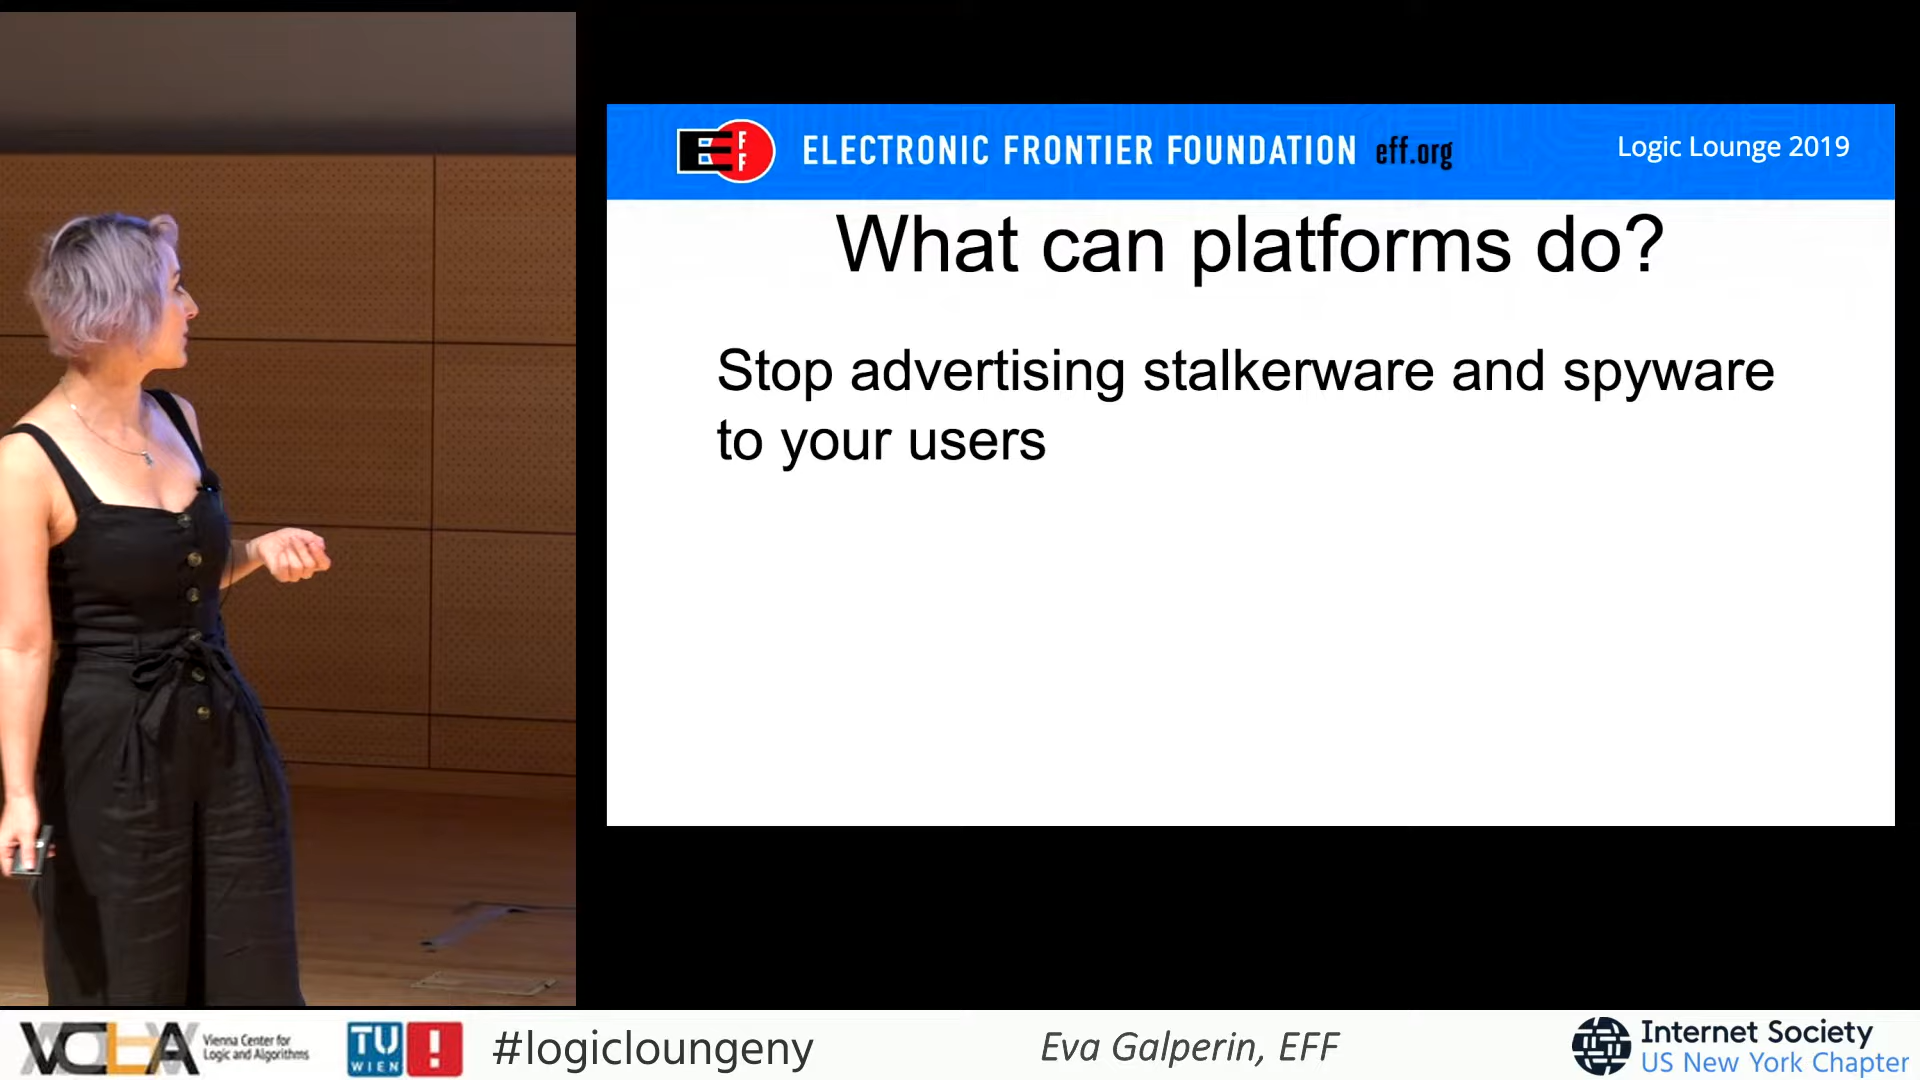 EFF ELECTRONIC FRONTIER FOUNDATION eff.org
Logic Lounge 2019
What can platforms do?
Stop advertising stalkerware and spyware
to your users
VCLA Vienna Center for
Logic and Algorithms
TU
WIEN
!
#logicloungeny
Eva Galperin, EFF
Internet Society
US New York Chapter